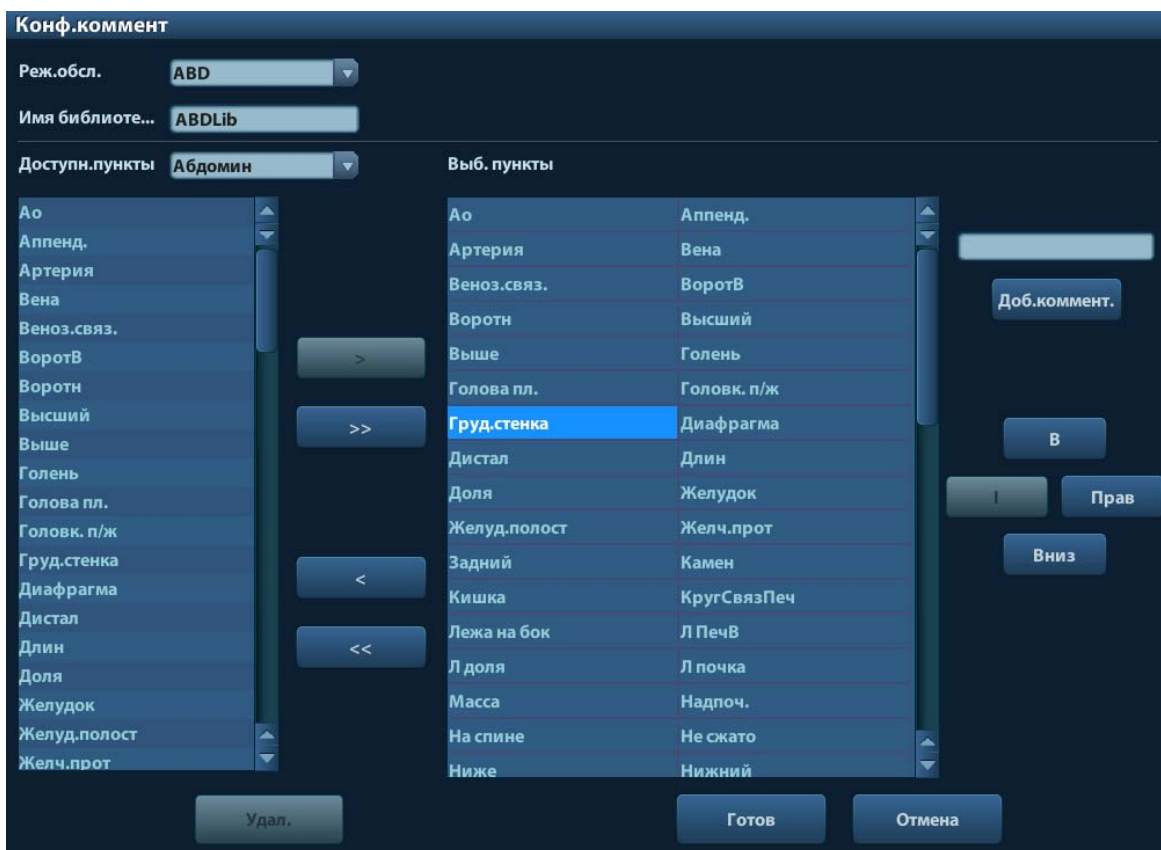 Конф.коммент
Реж.обсл. ABD
Имя библиоте... ABDLib
Доступн.пункты Абдомин
Выб. пункты
Ао
Аппенд.
Артерия
Вена
Веноз.связ.
ВоротВ
Воротн
Высший
Выше
Голень
Голова пл.
Головк. п/ж
Груд.стенка
Диафрагма
Дистал
Длин
Доля
Желудок
Желуд.полост
Желч.прот
>
>>
<
<<
Ао Аппенд.
Артерия Вена
Веноз.связ. ВоротВ
Воротн Высший
Выше Голень
Голова пл. Головк. п/ж
Груд.стенка Диафрагма
Дистал Длин
Доля Желудок
Желуд.полост Желч.прот
Задний Камен
Кишка КругСвязПеч
Лежа на бок Л ПечВ
Л доля Л почка
Масса Надпоч.
На спине Не сжато
Ниже Нижний
Доб.коммент.
В
l Прав
Вниз
Удал. Готов Отмена